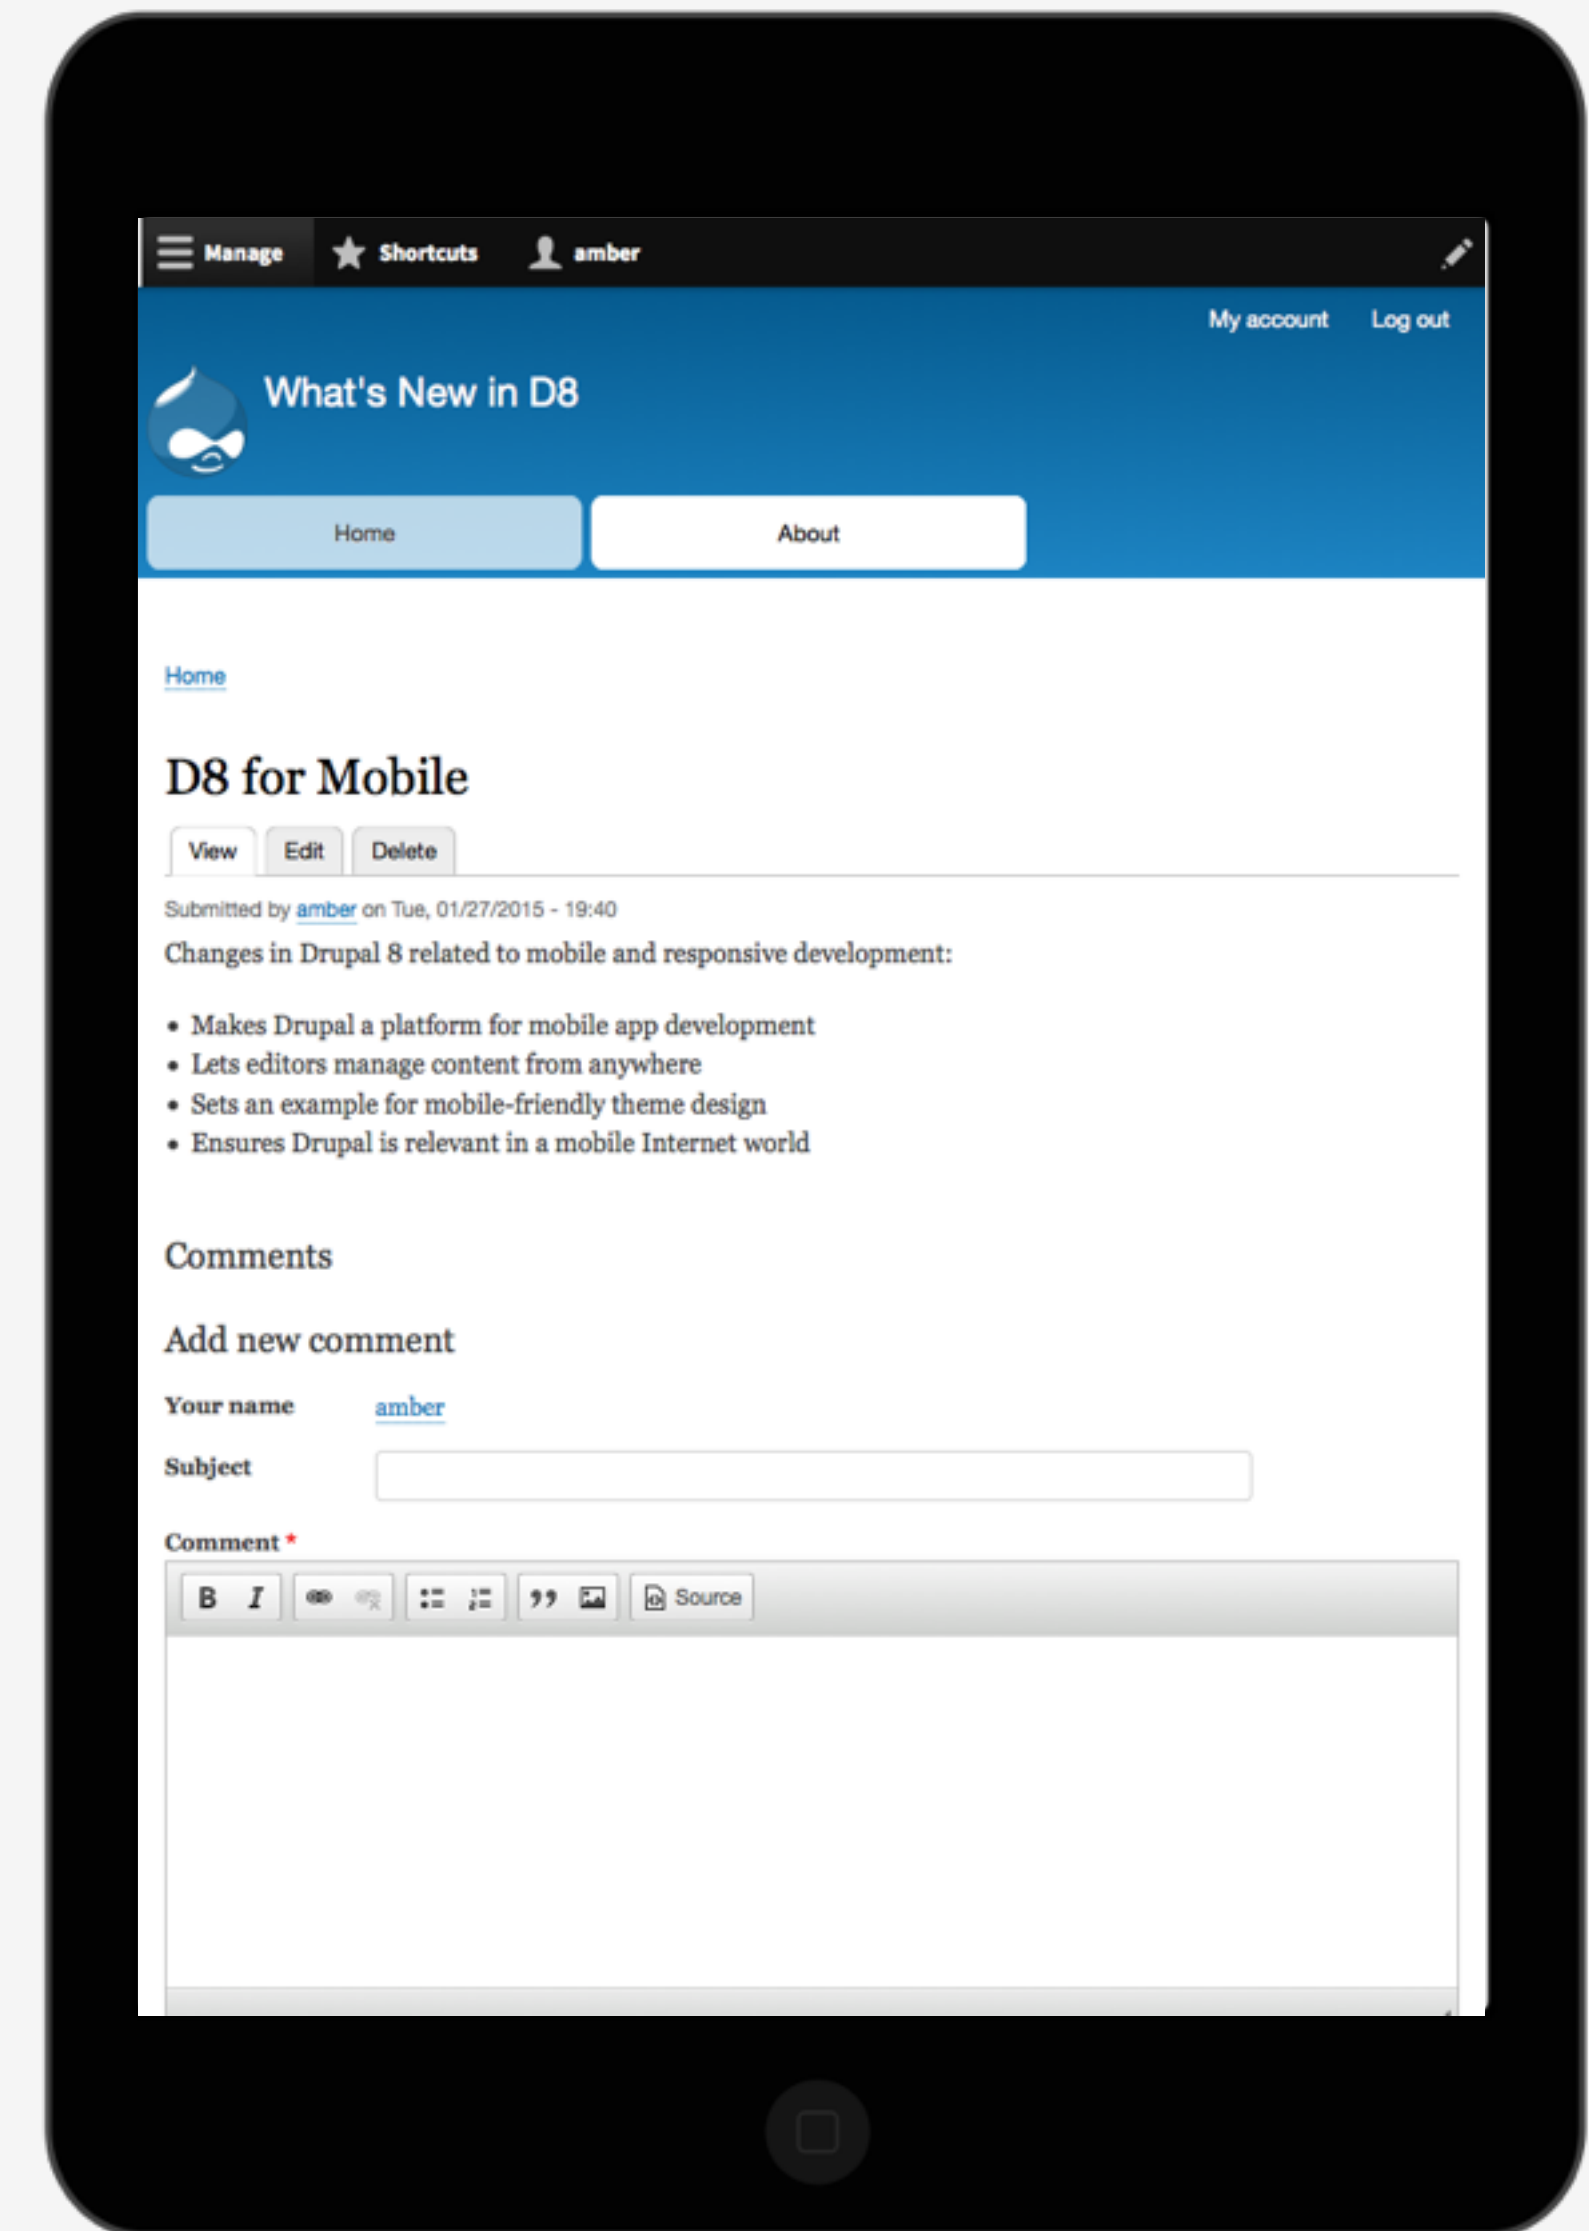 Manage Shortcuts amber
My account Log out
What's New in D8
Home About
Home
D8 for Mobile
View Edit Delete
Submitted by amber on Tue, 01/27/2015 - 19:40
Changes in Drupal 8 related to mobile and responsive development:
• Makes Drupal a platform for mobile app development
• Lets editors manage content from anywhere
• Sets an example for mobile-friendly theme design
• Ensures Drupal is relevant in a mobile Internet world
Comments
Add new comment
Your name amber
Subject
Comment *
B I Source